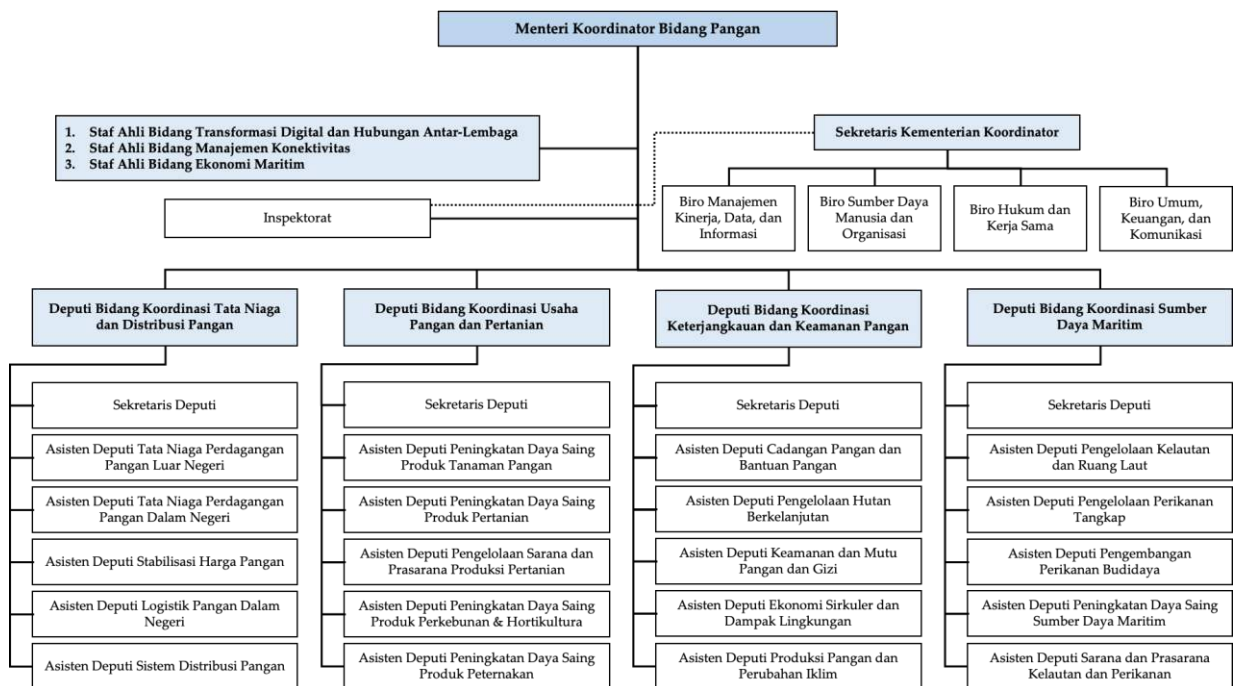 Menteri Koordinator Bidang Pangan
1. Staf Ahli Bidang Transformasi Digital dan Hubungan Antar-Lembaga
2. Staf Ahli Bidang Manajemen Konektivitas
3. Staf Ahli Bidang Ekonomi Maritim
Sekretaris Kementerian Koordinator
Inspektorat
Biro Manajemen
Kinerja, Data, dan
Informasi
Biro Sumber Daya
Manusia dan
Organisasi
Biro Hukum dan
Kerja Sama
Biro Umum,
Keuangan, dan
Komunikasi
Deputi Bidang Koordinasi Tata Niaga
dan Distribusi Pangan
Sekretaris Deputi
Asisten Deputi Tata Niaga Perdagangan
Pangan Luar Negeri
Asisten Deputi Tata Niaga Perdagangan
Pangan Dalam Negeri
Asisten Deputi Stabilisasi Harga Pangan
Asisten Deputi Logistik Pangan Dalam
Negeri
Asisten Deputi Sistem Distribusi Pangan
Deputi Bidang Koordinasi Usaha
Pangan dan Pertanian
Sekretaris Deputi
Asisten Deputi Peningkatan Daya Saing
Produk Tanaman Pangan
Asisten Deputi Peningkatan Daya Saing
Produk Pertanian
Asisten Deputi Pengelolaan Sarana dan
Prasarana Produksi Pertanian
Asisten Deputi Peningkatan Daya Saing
Produk Perkebunan & Hortikultura
Asisten Deputi Peningkatan Daya Saing
Produk Peternakan
Deputi Bidang Koordinasi
Keterjangkauan dan Keamanan Pangan
Sekretaris Deputi
Asisten Deputi Cadangan Pangan dan
Bantuan Pangan
Asisten Deputi Pengelolaan Hutan
Berkelanjutan
Asisten Deputi Keamanan dan Mutu
Pangan dan Gizi
Asisten Deputi Ekonomi Sirkuler dan
Dampak Lingkungan
Asisten Deputi Produksi Pangan dan
Perubahan Iklim
Deputi Bidang Koordinasi Sumber
Daya Maritim
Sekretaris Deputi
Asisten Deputi Pengelolaan Kelautan
dan Ruang Laut
Asisten Deputi Pengelolaan Perikanan
Tangkap
Asisten Deputi Pengembangan
Perikanan Budidaya
Asisten Deputi Peningkatan Daya Saing
Sumber Daya Maritim
Asisten Deputi Sarana dan Prasarana
Kelautan dan Perikanan